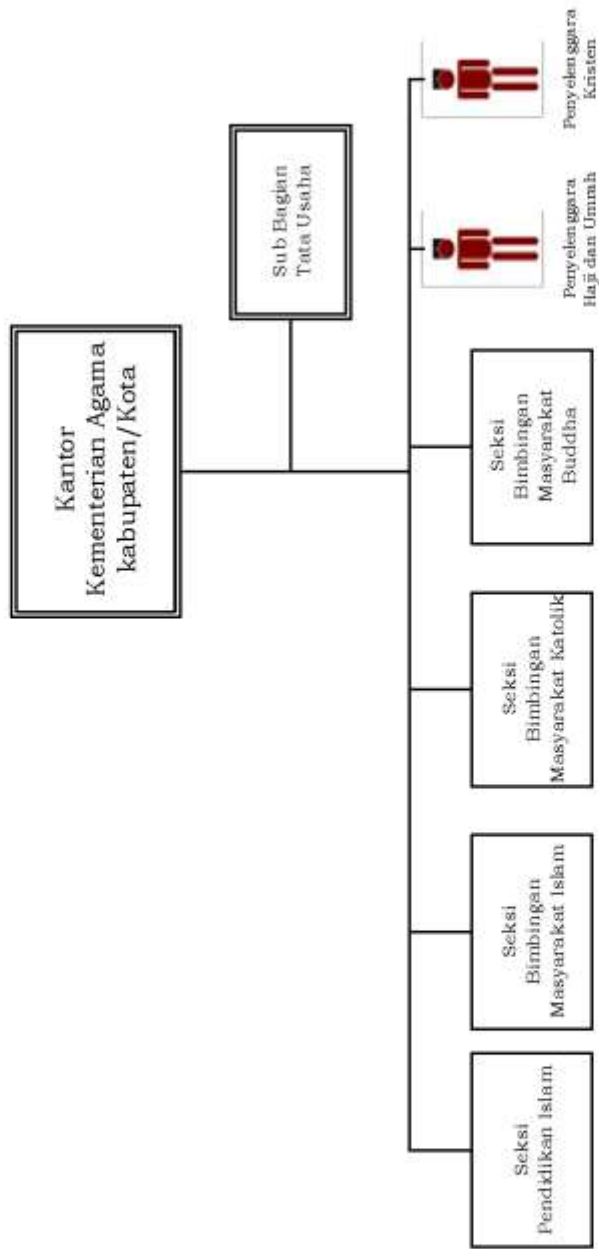 Kantor
Kementerian Agama
kabupaten/Kota
Sub Bagian
Tata Usaha
Seksi
Pendidikan Islam
Seksi
Bimbingan
Masyarakat Islam
Seksi
Bimbingan
Masyarakat Katolik
Seksi
Bimbingan
Masyarakat
Buddha
Penyelenggara
Haji dan Umrah
Penyelenggara
Kristen